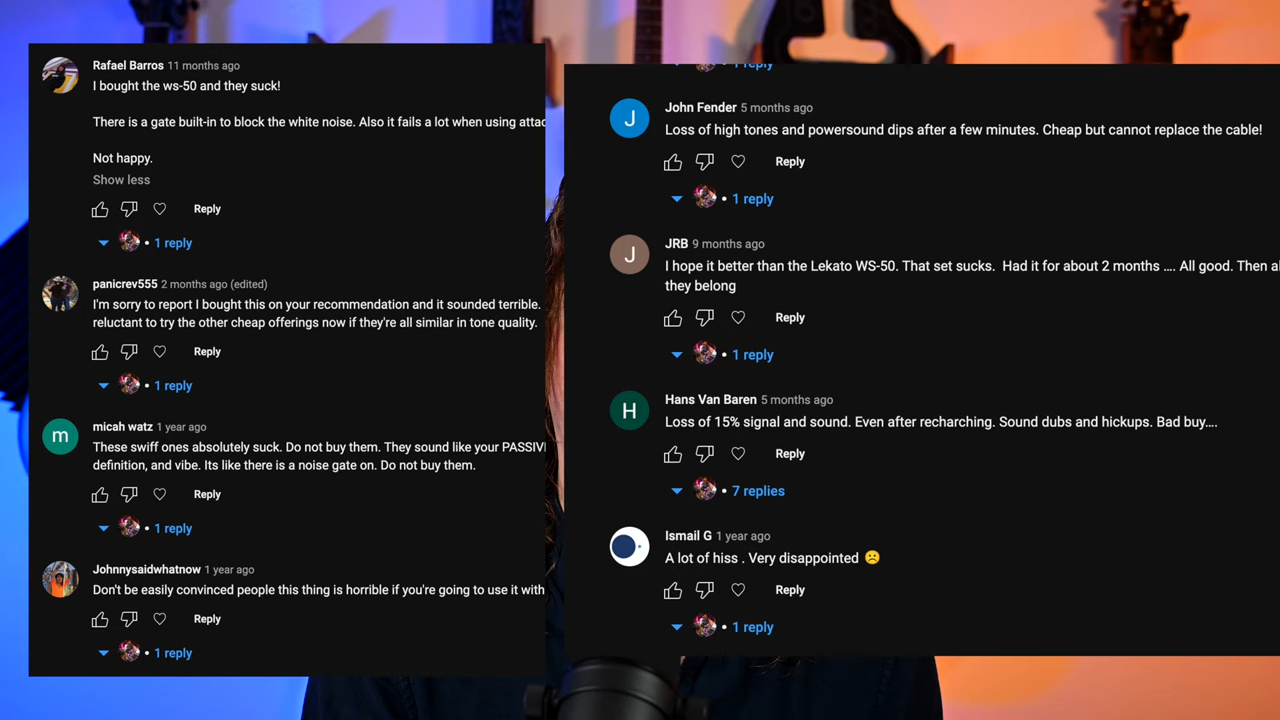 Rafael Barros 11 months ago
I bought the ws-50 and they suck!
There is a gate built-in to block the white noise. Also it fails a lot when using
Not happy.
Show less
Reply
1 reply
panicrev555 2 months ago (edited)
I'm sorry to report I bought this on your recommendation and it sounded terrible.
reluctant to try the other cheap offerings now if they're all similar in tone quality.
Reply
1 reply
m
micah watz 1 year ago
These swiff ones absolutely suck. Do not buy them. They sound like your
definition, and vibe. Its like there is a noise gate on. Do not buy them.
Reply
1 reply
Johnnysaidwhatnow 1 year ago
Don't be easily convinced people this thing is horrible if you're going to use it with
Reply
1 reply
1 reply
J
John Fender 5 months ago
Loss of high tones and powersound dips after a few minutes. Cheap but cannot replace the cable!
Reply
1 reply
J
JRB 9 months ago
I hope it better than the Lekato WS-50. That set sucks. Had it for about 2 months .... All good. Then
they belong
Reply
1 reply
H
Hans Van Baren 5 months ago
Loss of 15% signal and sound. Even after recharching. Sound dubs and hickups. Bad buy....
Reply
7 replies
Ismail G 1 year ago
A lot of hiss . Very disappointed ☹️
Reply
1 reply